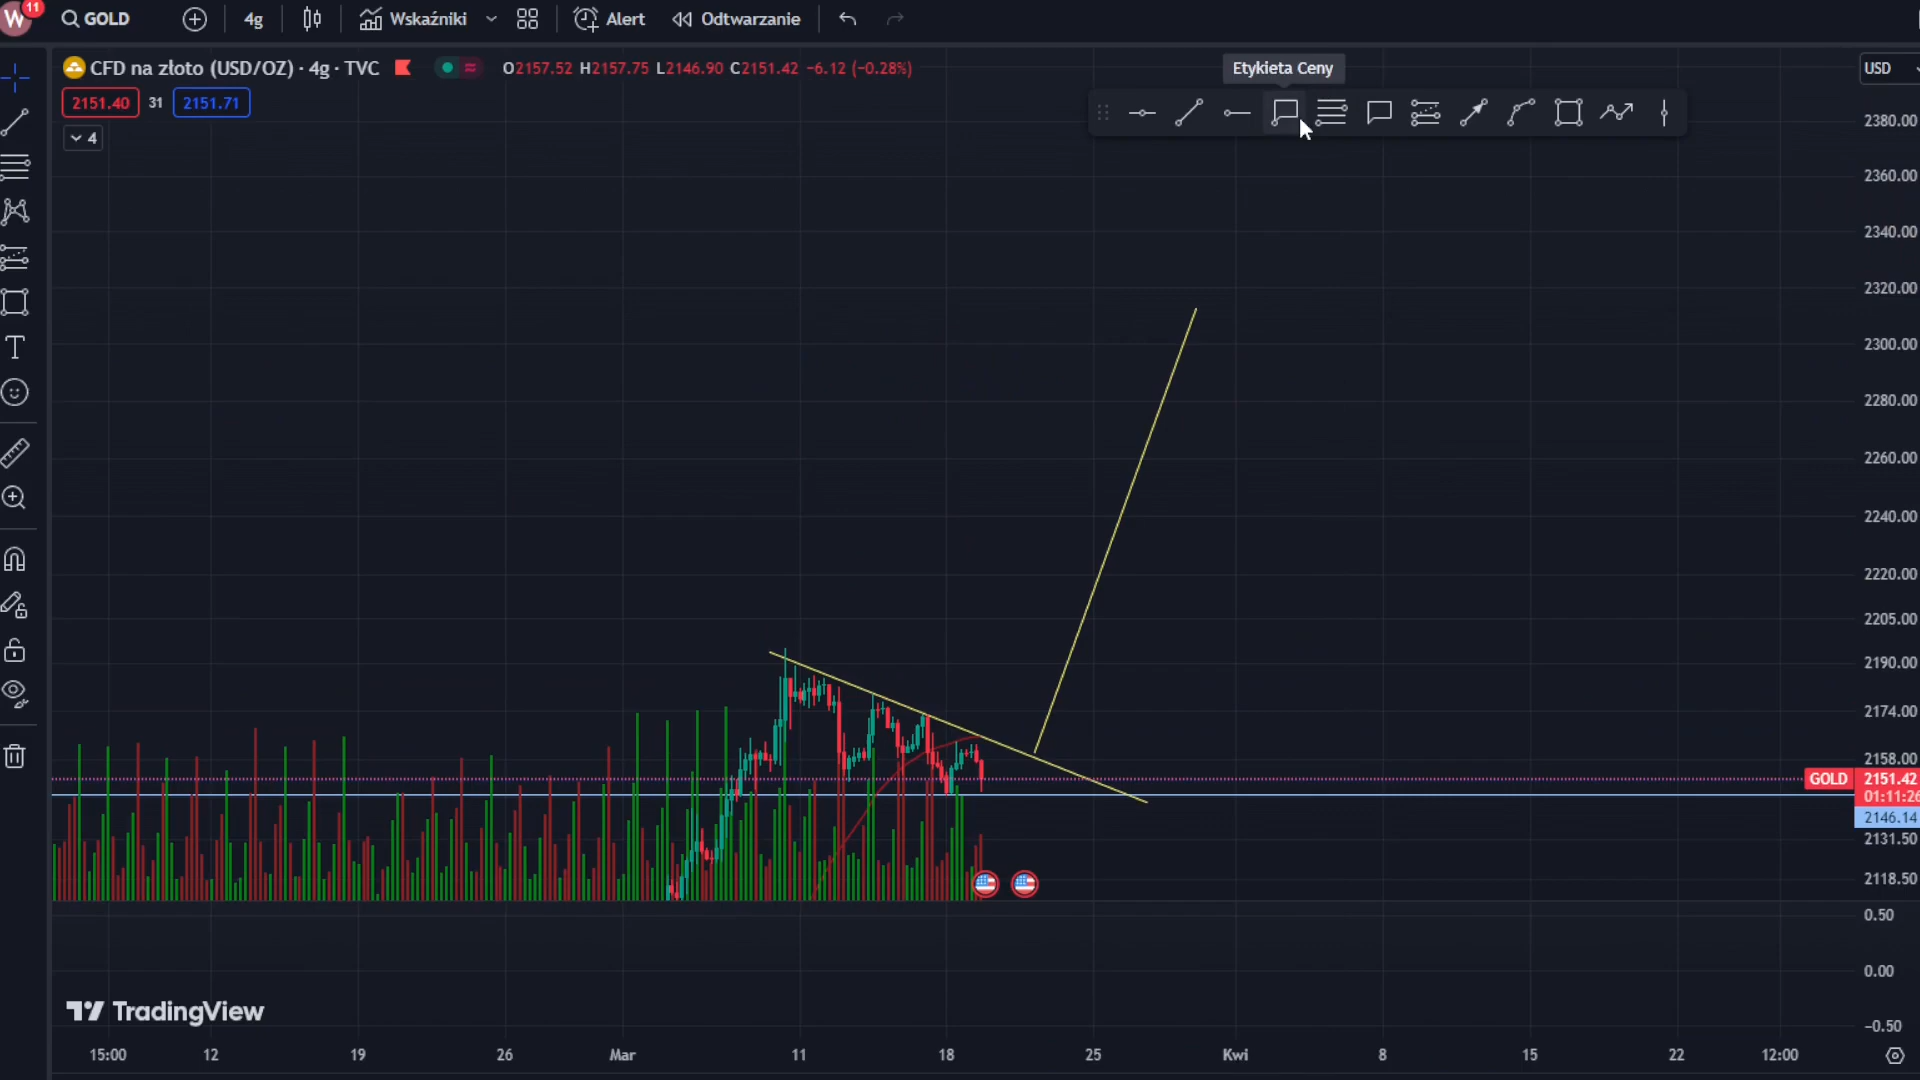 W 11 GOLD 4g Wskaźniki Alert Odtwarzanie
Etykieta Ceny
CFD na złoto (USD/OZ) · 4g · TVC O2157.52 H2157.75 L2146.90 C2151.42 −6.12 (−0.28%)
USD
2151.40 31 2151.71
4
2380.00
2360.00
2340.00
2320.00
2300.00
2280.00
2260.00
2240.00
2220.00
2205.00
2190.00
2174.00
2158.00
GOLD 2151.42
01:11:26
2146.14
2131.50
2118.50
0.50
0.00
−0.50
TradingView
15:00 12 19 26 Mar 11 18 25 Kwi 8 15 22 12:00